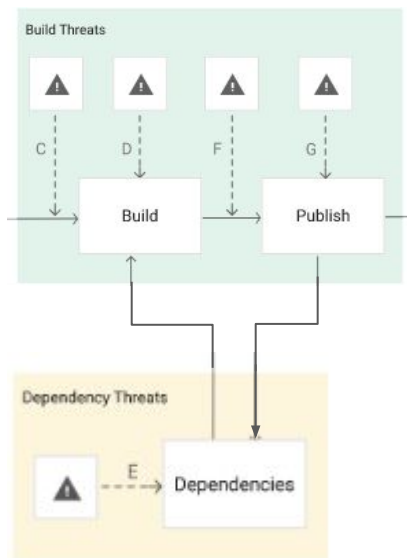 Build Threats
C
D
F
G
Build
Publish
Dependency Threats
E
Dependencies